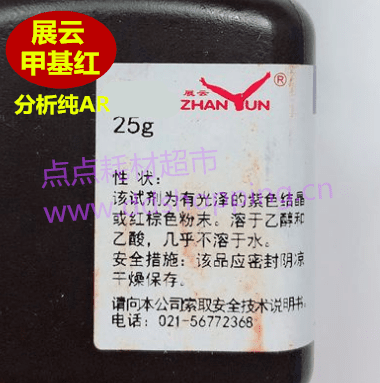 展云
甲基红
分析纯AR
展云
ZHANYUN®
25g
点点耗材超市
性 状：
该试剂为有光泽的紫色结晶
或红棕色粉末。溶于乙醇和
乙酸，几乎不溶于水。
安全措施：该品应密封阴凉
干燥保存。
请向本公司索取安全技术说明书
电话：021-56772368